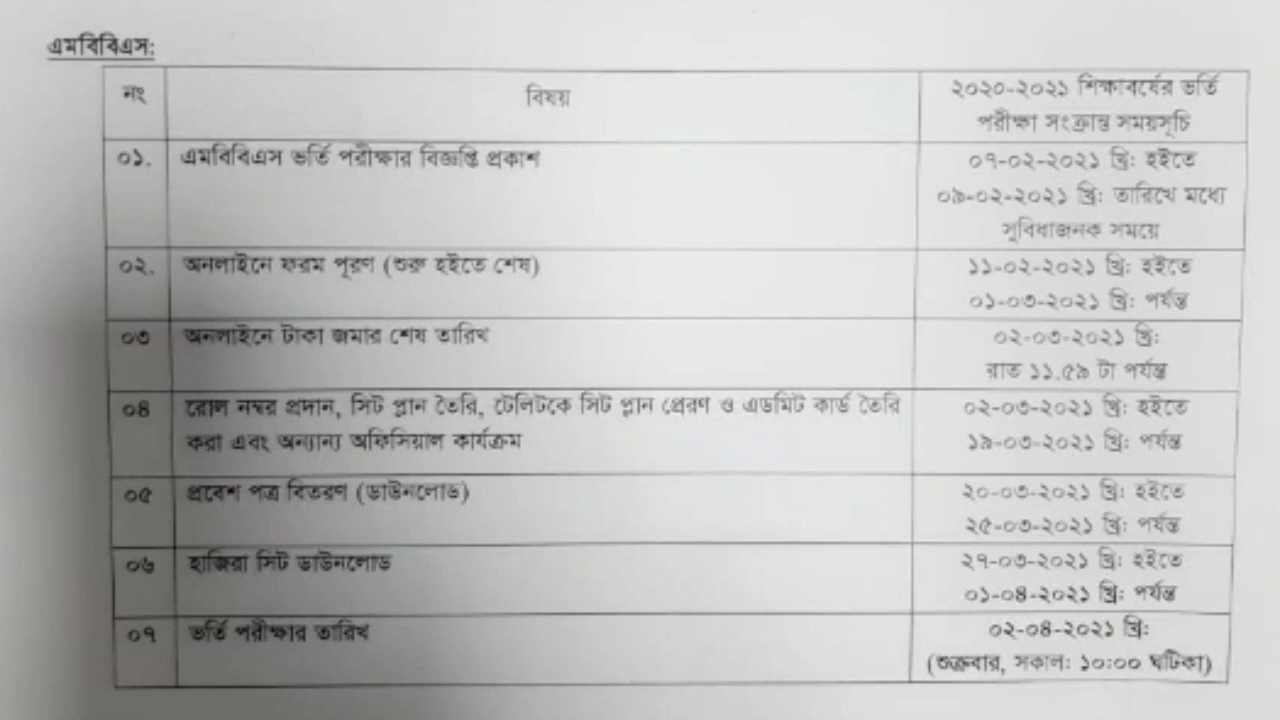 এমবিবিএস:
নং
বিষয়
২০২০-২০২১ শিক্ষাবর্ষের ভর্তি
পরীক্ষা সংক্রান্ত সময়সূচি
০১.
এমবিবিএস ভর্তি পরীক্ষার বিজ্ঞপ্তি প্রকাশ
০৭-০২-২০২১ খ্রি: হইতে
০৯-০২-২০২১ খ্রি: তারিখে মধ্যে
সুবিধাজনক সময়ে
০২.
অনলাইনে ফরম পূরণ (শুরু হইতে শেষ)
১১-০২-২০২১ খ্রি: হইতে
০১-০৩-২০২১ খ্রি: পর্যন্ত
০৩
অনলাইনে টাকা জমার শেষ তারিখ
০২-০৩-২০২১ খ্রি:
রাত ১১.৫৯ টা পর্যন্ত
০৪
রোল নম্বর প্রদান, সিট প্লান তৈরি, টেলিটকে সিট প্লান প্রেরণ ও এডমিট কার্ড তৈরি
করা এবং অন্যান্য অফিসিয়াল কার্যক্রম
০২-০৩-২০২১ খ্রি: হইতে
১৯-০৩-২০২১ খ্রি: পর্যন্ত
০৫
প্রবেশ পত্র বিতরণ (ডাউনলোড)
২০-০৩-২০২১ খ্রি: হইতে
২৫-০৩-২০২১ খ্রি: পর্যন্ত
০৬
হাজিরা সিট ডাউনলোড
২৭-০৩-২০২১ খ্রি: হইতে
০১-০৪-২০২১ খ্রি: পর্যন্ত
০৭
ভর্তি পরীক্ষার তারিখ
০২-০৪-২০২১ খ্রি:
(শুক্রবার, সকাল: ১০:০০ ঘটিকা)